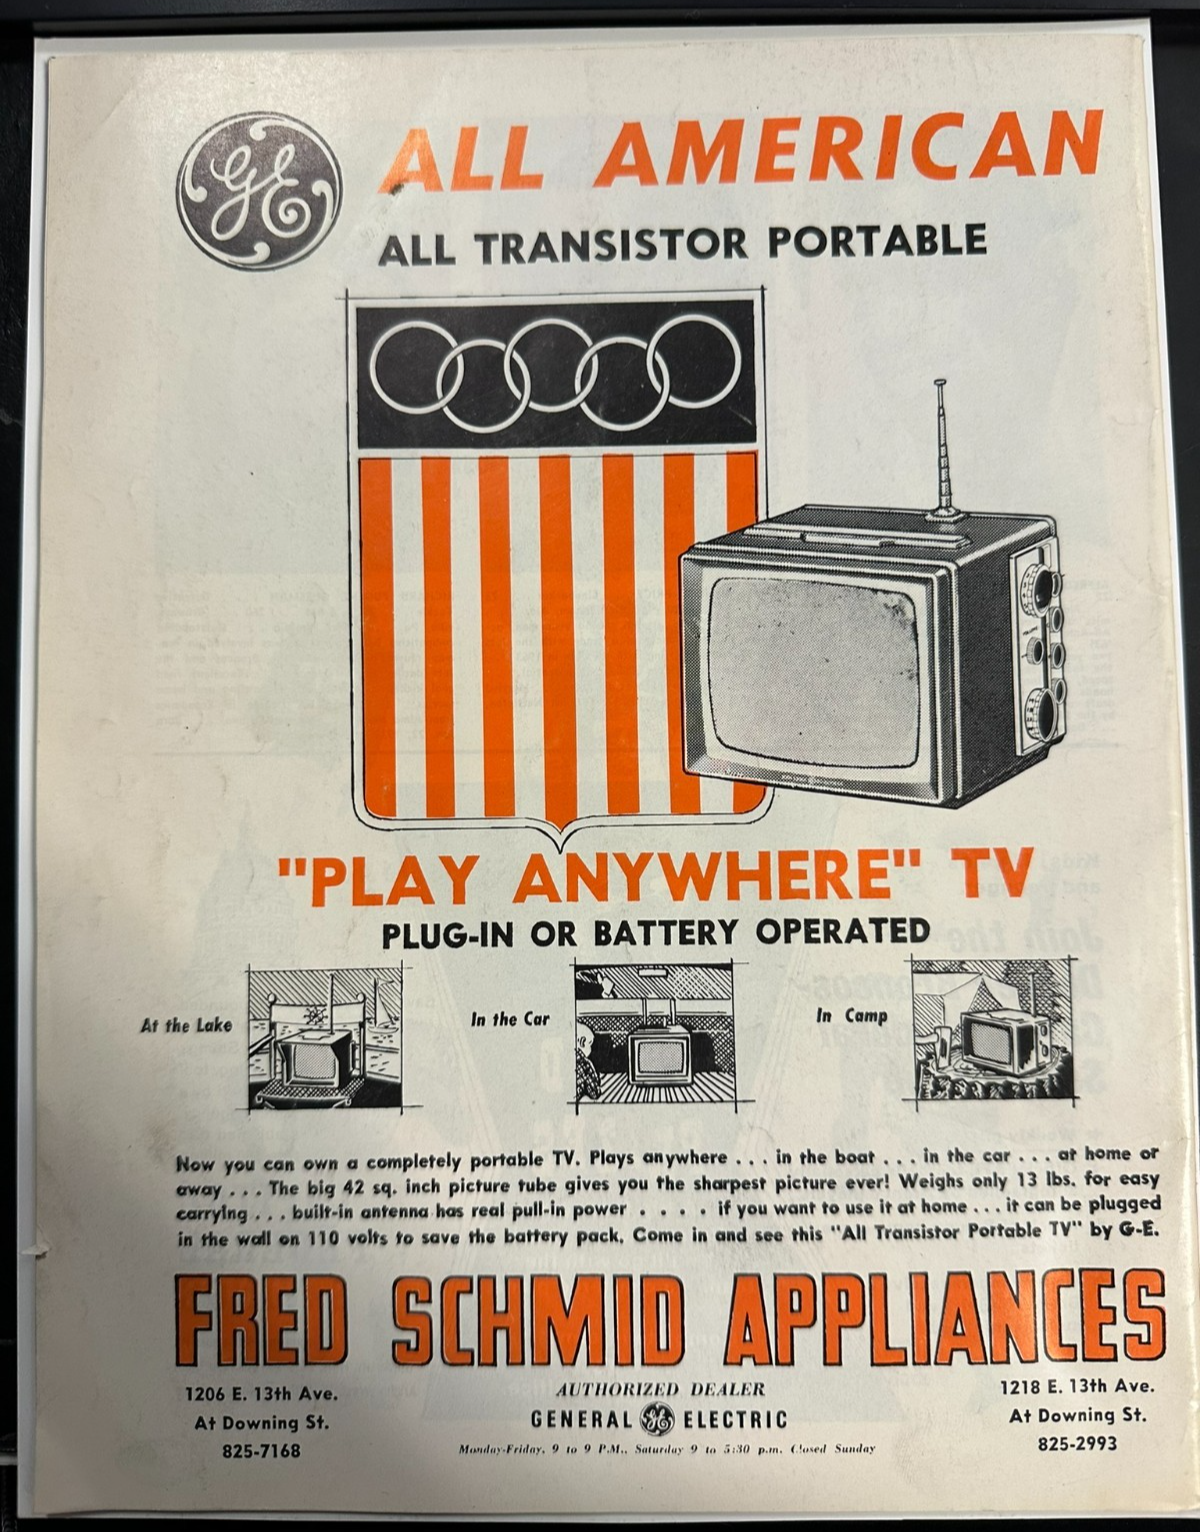 GE
ALL AMERICAN
ALL TRANSISTOR PORTABLE
"PLAY ANYWHERE" TV
PLUG-IN OR BATTERY OPERATED
At the Lake
In the Car
In Camp
Now you can own a completely portable TV. Plays anywhere . . . in the boat . . . in the car . . . at home or
away . . . The big 42 sq. inch picture tube gives you the sharpest picture ever! Weighs only 13 lbs. for easy
carrying . . . built-in antenna has real pull-in power . . . . if you want to use it at home . . . it can be plugged
in the wall on 110 volts to save the battery pack. Come in and see this "All Transistor Portable TV" by G-E.
FRED SCHMID APPLIANCES
1206 E. 13th Ave.
At Downing St.
825-7168
AUTHORIZED DEALER
GENERAL GE ELECTRIC
Monday-Friday, 9 to 9 P.M., Saturday 9 to 5:30 p.m. Closed Sunday
1218 E. 13th Ave.
At Downing St.
825-2993